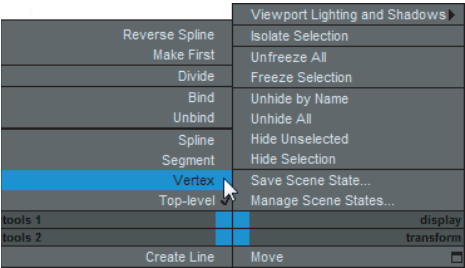 Viewport Lighting and Shadows
Reverse Spline
Isolate Selection
Make First
Unfreeze All
Divide
Freeze Selection
Bind
Unhide by Name
Unbind
Unhide All
Spline
Hide Unselected
Segment
Hide Selection
Vertex
Save Scene State...
Top-level
Manage Scene States...
tools 1
display
tools 2
transform
Create Line
Move